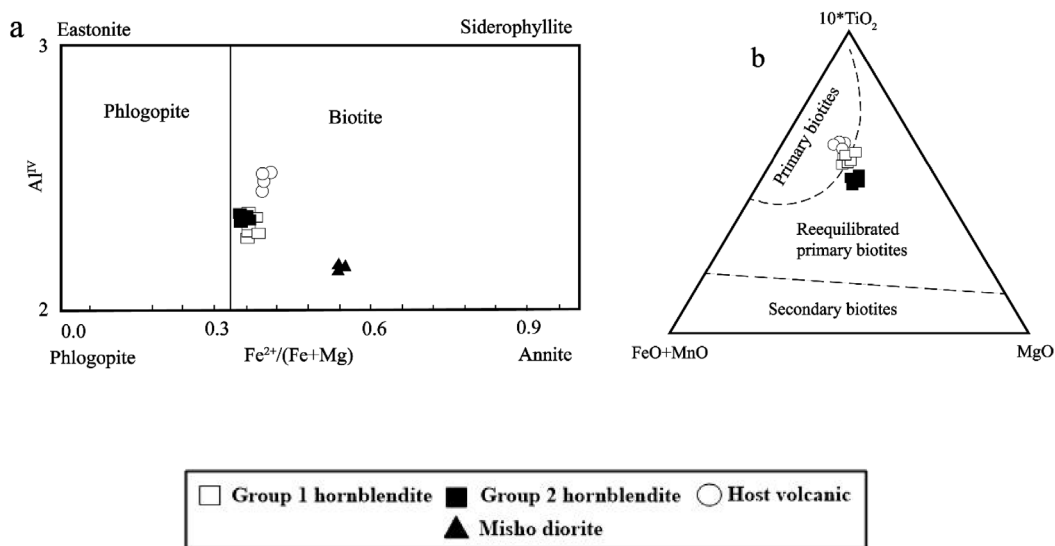 a
Eastonite
Siderophyllite
3
Phlogopite
Biotite
Al^IV
2
0.0
0.3
0.6
0.9
Phlogopite
Fe²⁺/(Fe+Mg)
Annite
b
10*TiO₂
Primary biotites
Reequilibrated
primary biotites
Secondary biotites
FeO+MnO
MgO
Group 1 hornblendite
Group 2 hornblendite
Host volcanic
Misho diorite